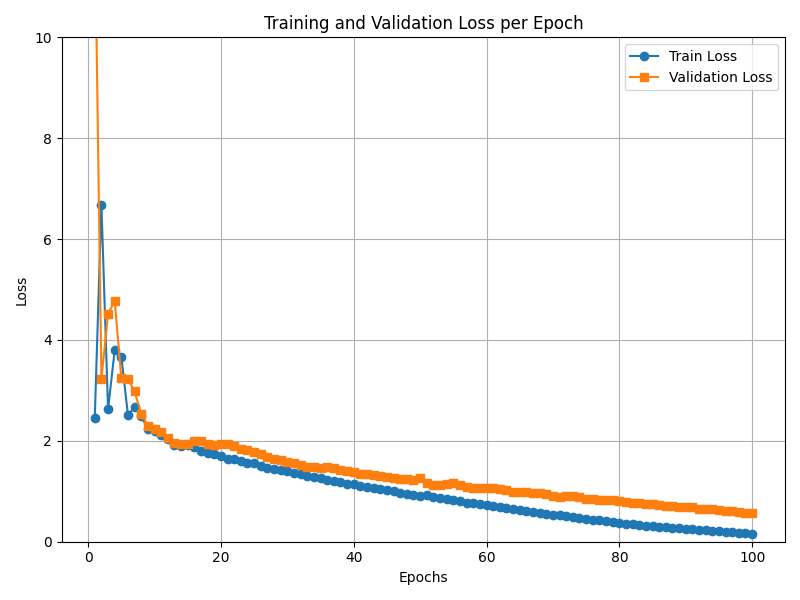 Training and Validation Loss per Epoch
Train Loss
Validation Loss
Loss
10
8
6
4
2
0
0 20 40 60 80 100
Epochs